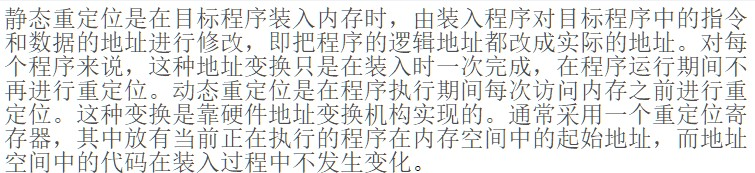 静态重定位是在目标程序装入内存时，由装入程序对目标程序中的指令
和数据的地址进行修改，即把程序的逻辑地址都改成实际的地址。对每
个程序来说，这种地址变换只是在装入时一次完成，在程序运行期间不
再进行重定位。动态重定位是在程序执行期间每次访问内存之前进行重
定位。这种变换是靠硬件地址变换机构实现的。通常采用一个重定位寄
存器，其中放有当前正在执行的程序在内存空间中的起始地址，而地址
空间中的代码在装入过程中不发生变化。